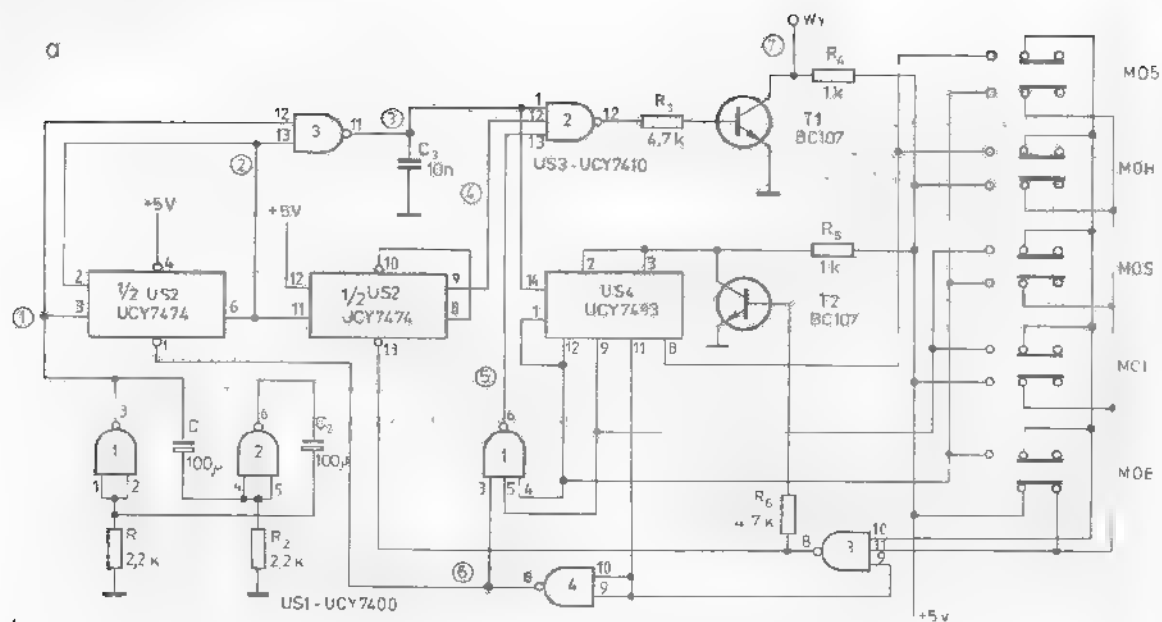 a
7
Wy
R4
1k
MO5
12
13
3
11
3
C3
10n
1
12
13
2
12
R3
4,7k
T1
BC107
US3-UCY7410
2
4
MOH
+5V
4
2
3
1/2 US2
UCY7474
6
1
1
+5V
10
12
11
1/2 US2
UCY7474
9
8
13
2
3
14
1
US4
UCY7493
12
9
11
8
R5
1k
T2
BC107
MOS
MCI
MOE
5
3
1
1
2
C
100µ
6
2
4
5
C2
100µ
6
1
3
5
4
R
2,2k
R2
2,2k
US1-UCY7400
6
8
4
10
9
R6
4.7k
8
3
10
11
9
+5V